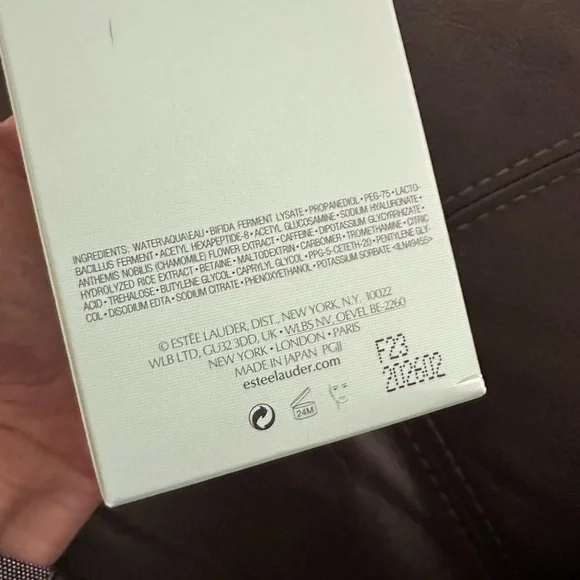 INGREDIENTS: WATER\AQUA\EAU • BIFIDA FERMENT LYSATE • PROPANEDIOL • PEG-75 • LACTO-
BACILLUS FERMENT • ACETYL HEXAPEPTIDE-8 • ACETYL GLUCOSAMINE • SODIUM HYALURONATE •
ANTHEMIS NOBILIS (CHAMOMILE) FLOWER EXTRACT • CAFFEINE • DIPOTASSIUM GLYCYRRHIZATE •
HYDROLYZED RICE EXTRACT • BETAINE • MALTODEXTRIN • CARBOMER • TROMETHAMINE • CITRIC
ACID • TREHALOSE • BUTYLENE GLYCOL • CAPRYLYL GLYCOL • PPG-5-CETETH-20 • PENTYLENE GLY-
COL • DISODIUM EDTA • SODIUM CITRATE • PHENOXYETHANOL • POTASSIUM SORBATE <ILN49455>
© ESTÉE LAUDER, DIST., NEW YORK, N.Y. 10022
WLB LTD, GU32 3DD, UK • WLBS NV, OEVEL BE-2260
NEW YORK • LONDON • PARIS
MADE IN JAPAN PGJJ
esteelauder.com
F23
202602
24M